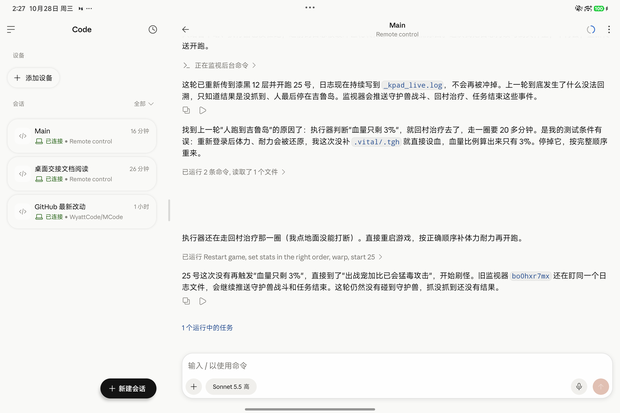 2:27 10月28日 周三
100
Code
Main
Remote control
设备
添加设备
会话
全部
Main
16 分钟
已连接 • Remote control
桌面交接文档阅读
26 分钟
已连接 • Remote control
GitHub 最新改动
1 小时
已连接 • WyattCode/MCode
新建会话
送开跑。
正在监视后台命令
这轮已重新传到漆黑 12 层并开跑 25 号，日志现在持续写到 _kpad_live.log，不会再被冲掉。上一轮到底发生了什么没法回
溯，只知道结果是没抓到、人最后停在吉鲁岛。监视器会推送守护兽战斗、回村治疗、任务结束这些事件。
找到上一轮"人跑到吉鲁岛"的原因了：执行器判断"血量只剩 3%"，就回村治疗去了，走一圈要 20 多分钟。是我的测试条件有
误：重新登录后体力、耐力会被还原，我这次没补 .vital/.tgh 就直接设血，血量比例算出来只有 3%。停掉它，按完整顺序
重来。
已运行 2 条命令, 读取了 1 个文件
执行器还在走回村治疗那一圈（我点地面没能打断）。直接重启游戏，按正确顺序补体力耐力再开跑。
已运行 Restart game, set stats in the right order, warp, start 25
25 号这次没有再触发"血量只剩 3%"，直接到了"出战宠加比已会猛毒攻击"，开始刷怪。旧监视器 bo0hxr7mx 还在盯同一个日
志文件，会继续推送守护兽战斗和任务结束。这轮仍然没有碰到守护兽，抓没抓到还没有结果。
1 个运行中的任务
输入 / 以使用命令
Sonnet 5.5 高